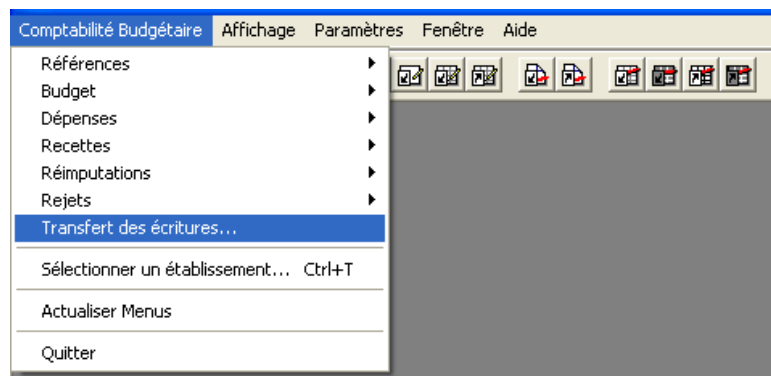 Comptabilité Budgétaire Affichage Paramètres Fenêtre Aide
Références
Budget
Dépenses
Recettes
Réimputations
Rejets
Transfert des écritures...
Sélectionner un établissement... Ctrl+T
Actualiser Menus
Quitter